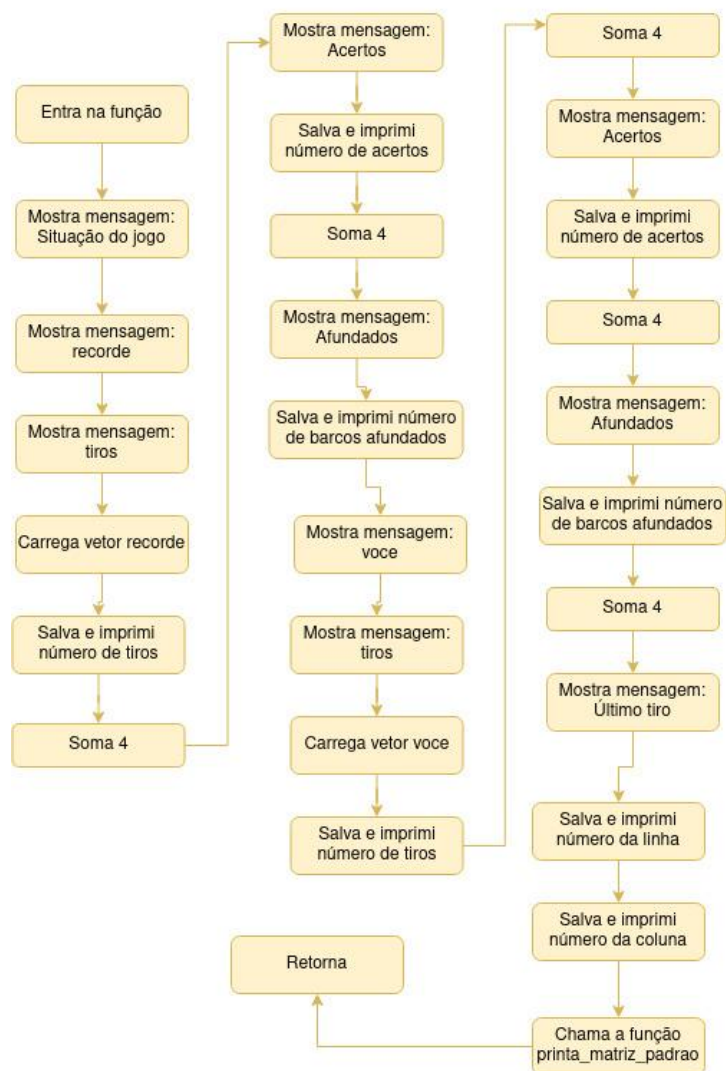 Entra na função
Mostra mensagem:
Situação do jogo
Mostra mensagem:
recorde
Mostra mensagem:
tiros
Carrega vetor recorde
Salva e imprimi
número de tiros
Soma 4
Mostra mensagem:
Acertos
Salva e imprimi
número de acertos
Soma 4
Mostra mensagem:
Afundados
Salva e imprimi número
de barcos afundados
Mostra mensagem:
voce
Mostra mensagem:
tiros
Carrega vetor voce
Salva e imprimi
número de tiros
Soma 4
Mostra mensagem:
Acertos
Salva e imprimi
número de acertos
Soma 4
Mostra mensagem:
Afundados
Salva e imprimi número
de barcos afundados
Soma 4
Mostra mensagem:
Último tiro
Salva e imprimi
número da linha
Salva e imprimi
número da coluna
Chama a função
printa_matriz_padrao
Retorna